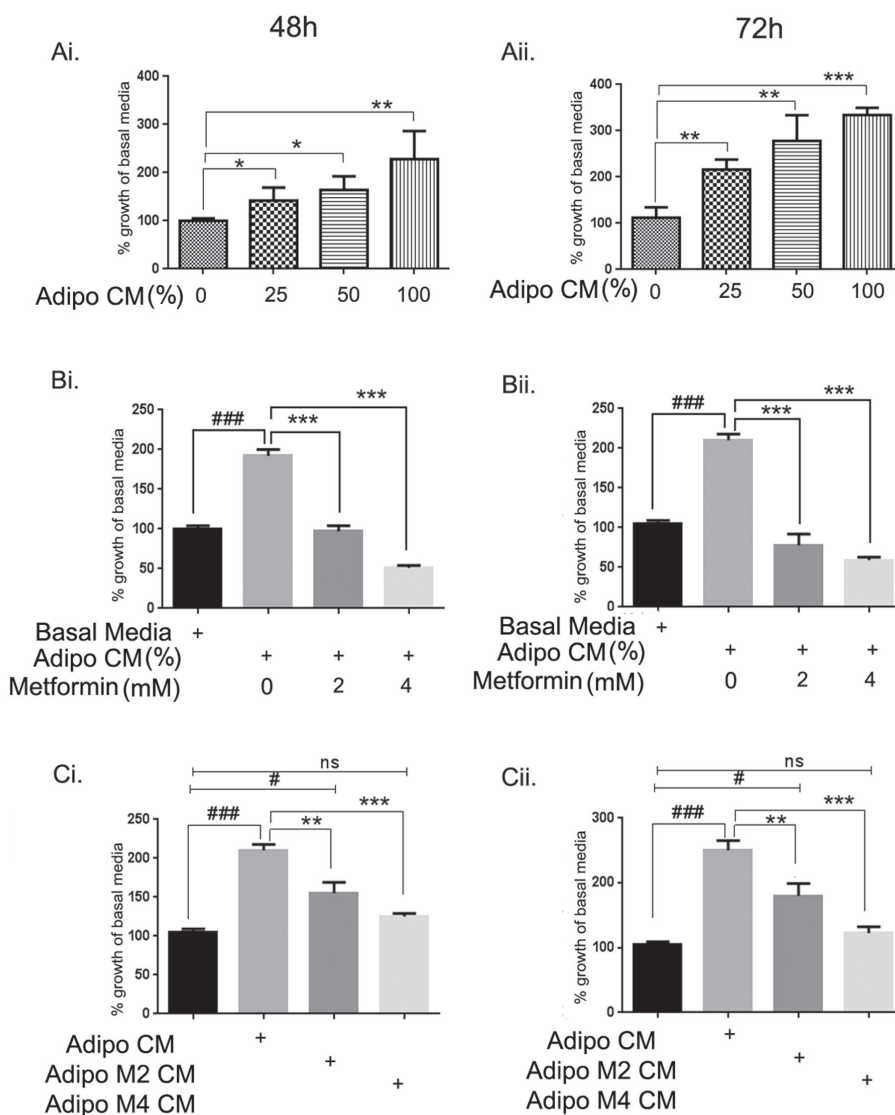 48h
72h
Ai.
% growth of basal media
400
300
200
100
0
**
*
*
Adipo CM (%) 0 25 50 100
Aii.
% growth of basal media
400
300
200
100
0
***
**
**
Adipo CM (%) 0 25 50 100
Bi.
% growth of basal media
250
200
150
100
50
0
***
### ***
Basal Media +
Adipo CM (%) + + +
Metformin (mM) 0 2 4
Bii.
% growth of basal media
250
200
150
100
50
0
***
### ***
Basal Media +
Adipo CM (%) + + +
Metformin (mM) 0 2 4
Ci.
% growth of basal media
250
200
150
100
50
0
ns
#
***
### **
Adipo CM +
Adipo M2 CM +
Adipo M4 CM +
Cii.
% growth of basal media
300
200
100
0
ns
#
***
### **
Adipo CM +
Adipo M2 CM +
Adipo M4 CM +